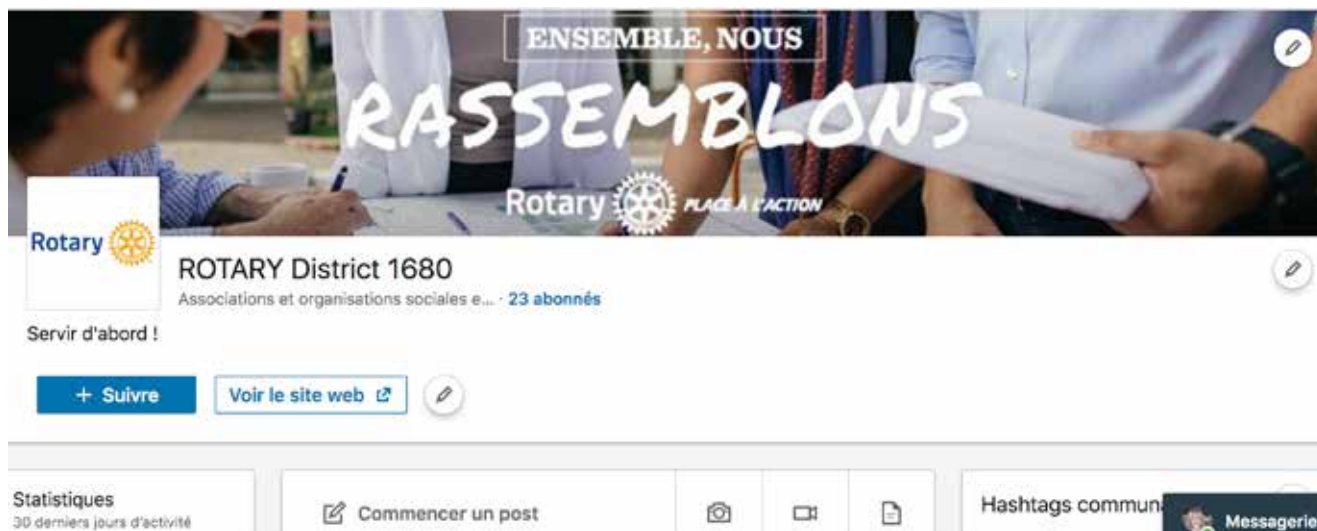 ENSEMBLE, NOUS
RASSEMBLONS
Rotary PLACE À L'ACTION
Rotary
ROTARY District 1680
Associations et organisations sociales e... · 23 abonnés
Servir d'abord !
+ Suivre
Voir le site web
Statistiques
30 derniers jours d'activité
Commencer un post
Hashtags commun
Messagerie